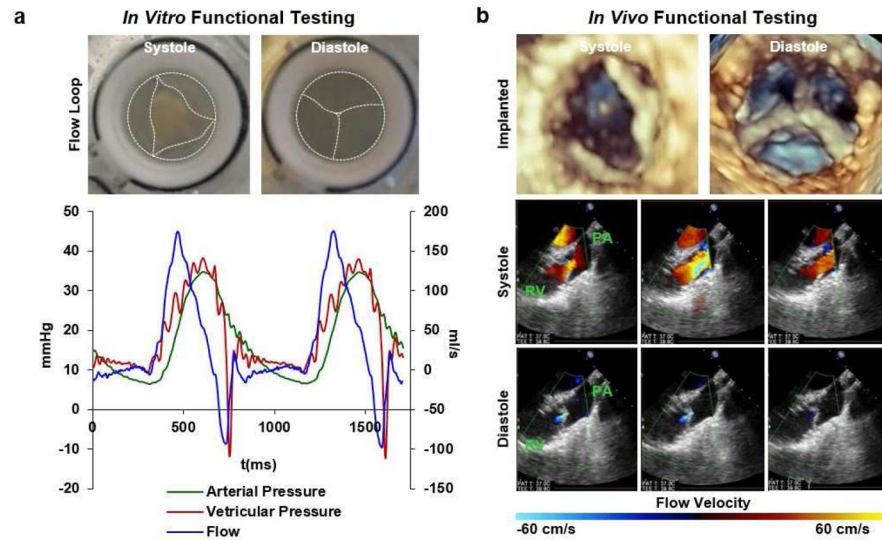 a
In Vitro Functional Testing
Systole
Diastole
Flow Loop
50
40
30
20
10
0
-10
-20
mmHg
0
500
1000
1500
t(ms)
200
150
100
50
0
-50
-100
-150
ml/s
Arterial Pressure
Vetricular Pressure
Flow
b
In Vivo Functional Testing
Systole
Diastole
Implanted
Systole
PA
RV
Diastole
PA
RV
Flow Velocity
-60 cm/s
60 cm/s